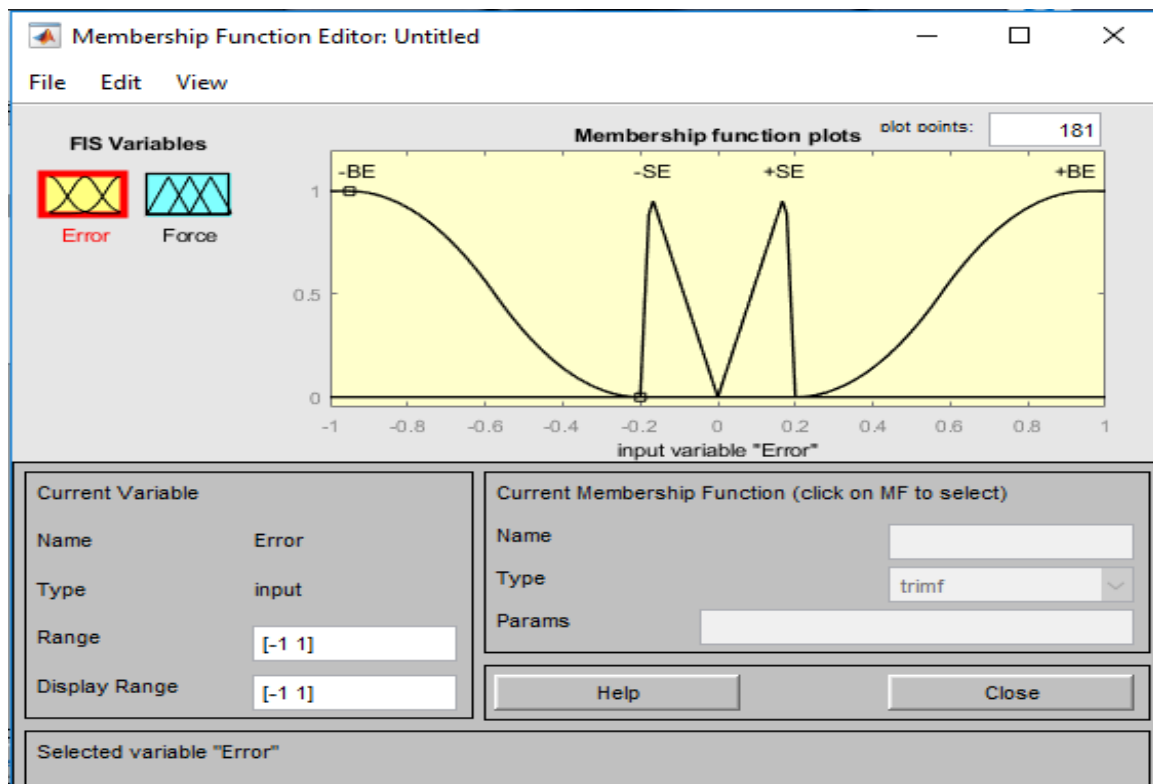 Membership Function Editor: Untitled
File Edit View
FIS Variables
Error Force
Membership function plots plot points: 181
-BE -SE +SE +BE
1
0.5
0
-1 -0.8 -0.6 -0.4 -0.2 0 0.2 0.4 0.6 0.8 1
input variable "Error"
Current Variable
Name Error
Type input
Range [-1 1]
Display Range [-1 1]
Current Membership Function (click on MF to select)
Name
Type trimf
Params
Help Close
Selected variable "Error"